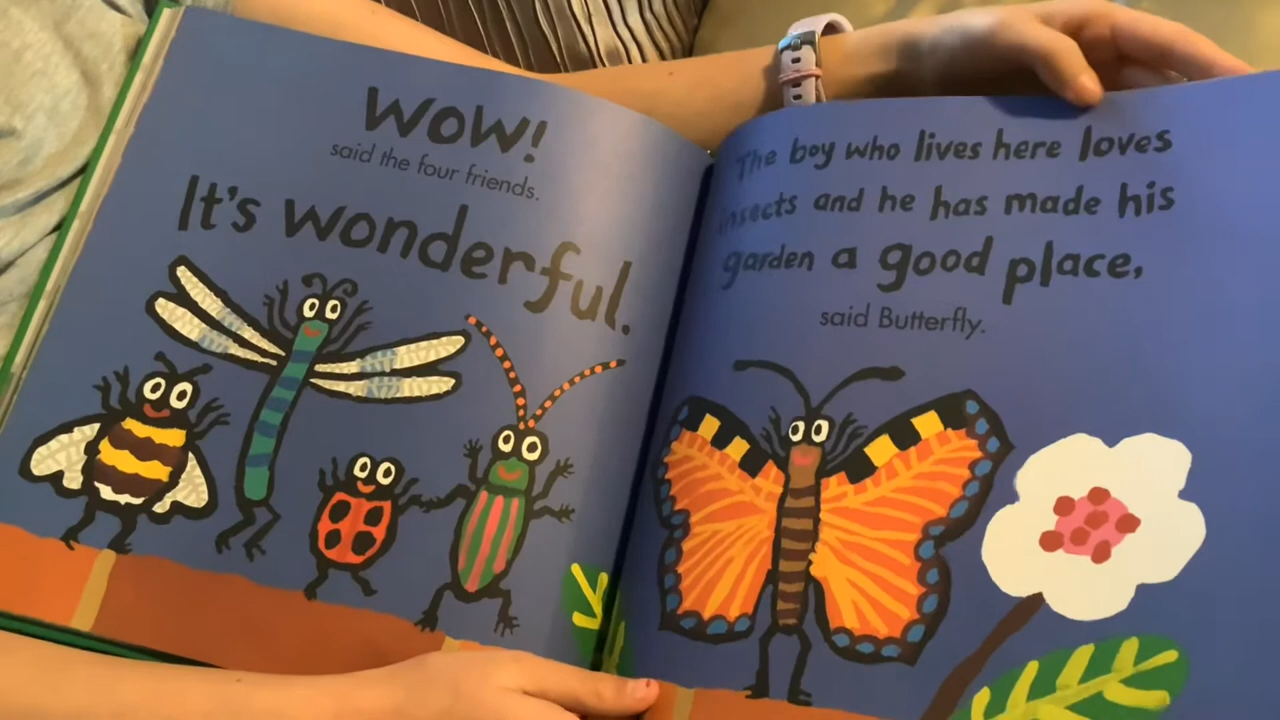 Wow!
said the four friends.
It's wonderful.
The boy who lives here loves
insects and he has made his
garden a good place,
said Butterfly.